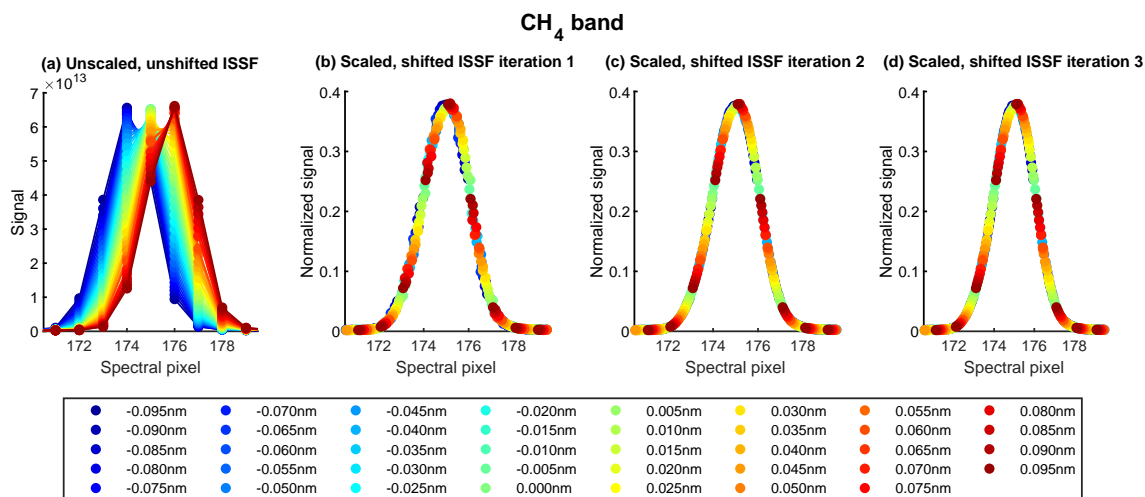 CH4 band
(a) Unscaled, unshifted ISSF
(b) Scaled, shifted ISSF iteration 1
(c) Scaled, shifted ISSF iteration 2
(d) Scaled, shifted ISSF iteration 3
×10^13
7
6
5
4
3
2
1
0
Signal
172 174 176 178
Spectral pixel
0.4
0.3
0.2
0.1
0
Normalized signal
172 174 176 178
Spectral pixel
0.4
0.3
0.2
0.1
0
Normalized signal
172 174 176 178
Spectral pixel
0.4
0.3
0.2
0.1
0
Normalized signal
172 174 176 178
Spectral pixel
-0.095nm -0.070nm -0.045nm -0.020nm 0.005nm 0.030nm 0.055nm 0.080nm
-0.090nm -0.065nm -0.040nm -0.015nm 0.010nm 0.035nm 0.060nm 0.085nm
-0.085nm -0.060nm -0.035nm -0.010nm 0.015nm 0.040nm 0.065nm 0.090nm
-0.080nm -0.055nm -0.030nm -0.005nm 0.020nm 0.045nm 0.070nm 0.095nm
-0.075nm -0.050nm -0.025nm 0.000nm 0.025nm 0.050nm 0.075nm